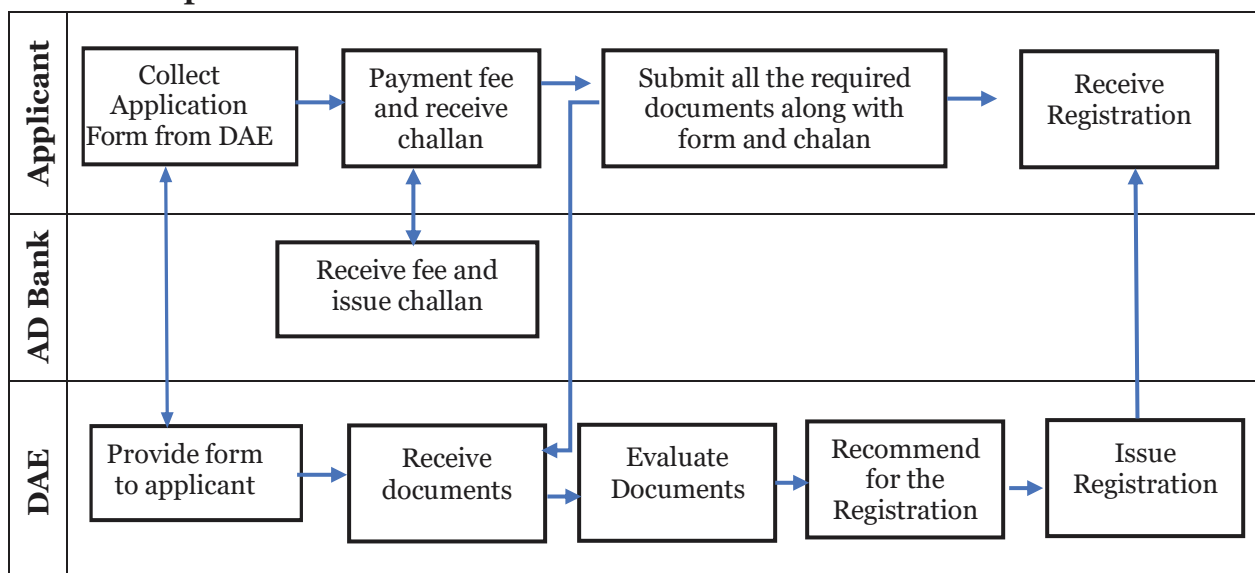 Applicant
Collect
Application
Form from DAE
Payment fee
and receive
challan
Submit all the required
documents along with
form and chalan
Receive
Registration
AD Bank
Receive fee and
issue challan
DAE
Provide form
to applicant
Receive
documents
Evaluate
Documents
Recommend
for the
Registration
Issue
Registration